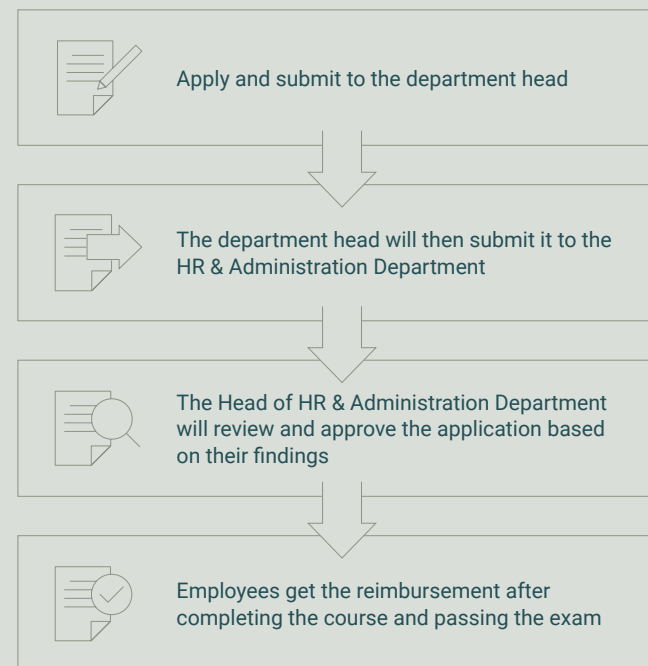 Apply and submit to the department head
The department head will then submit it to the
HR & Administration Department
The Head of HR & Administration Department
will review and approve the application based
on their findings
Employees get the reimbursement after
completing the course and passing the exam